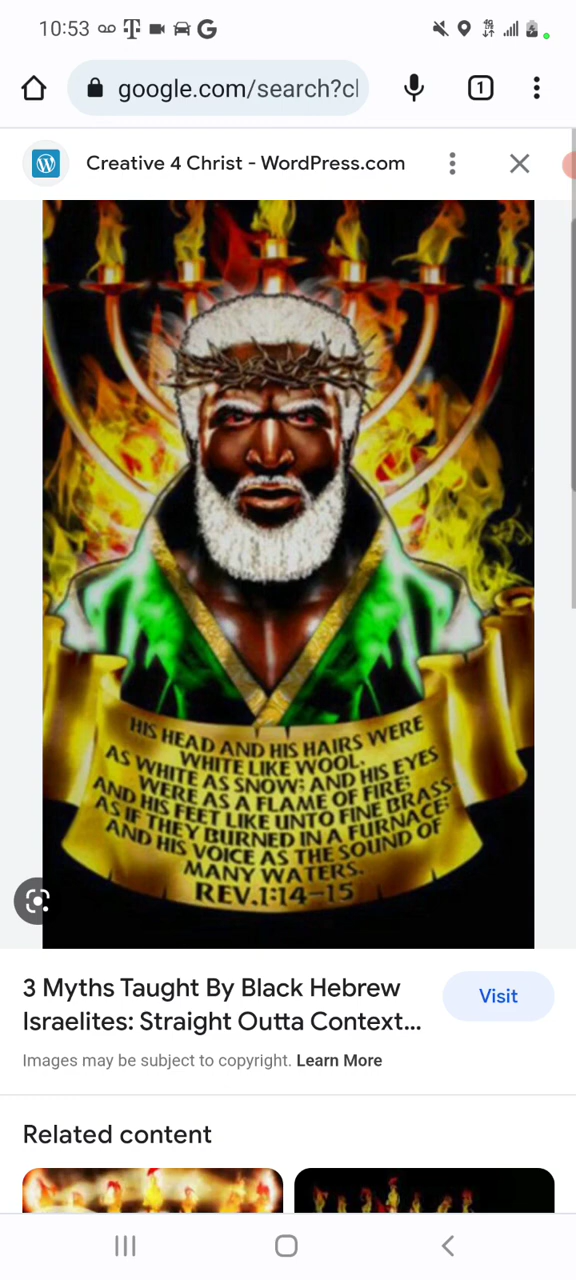 10:53
google.com/search?cl
1
Creative 4 Christ - WordPress.com
HIS HEAD AND HIS HAIRS WERE
WHITE LIKE WOOL,
AS WHITE AS SNOW; AND HIS EYES
WERE AS A FLAME OF FIRE;
AND HIS FEET LIKE UNTO FINE BRASS
AS IF THEY BURNED IN A FURNACE;
AND HIS VOICE AS THE SOUND OF
MANY WATERS.
REV.1:14-15
3 Myths Taught By Black Hebrew
Israelites: Straight Outta Context...
Visit
Images may be subject to copyright. Learn More
Related content